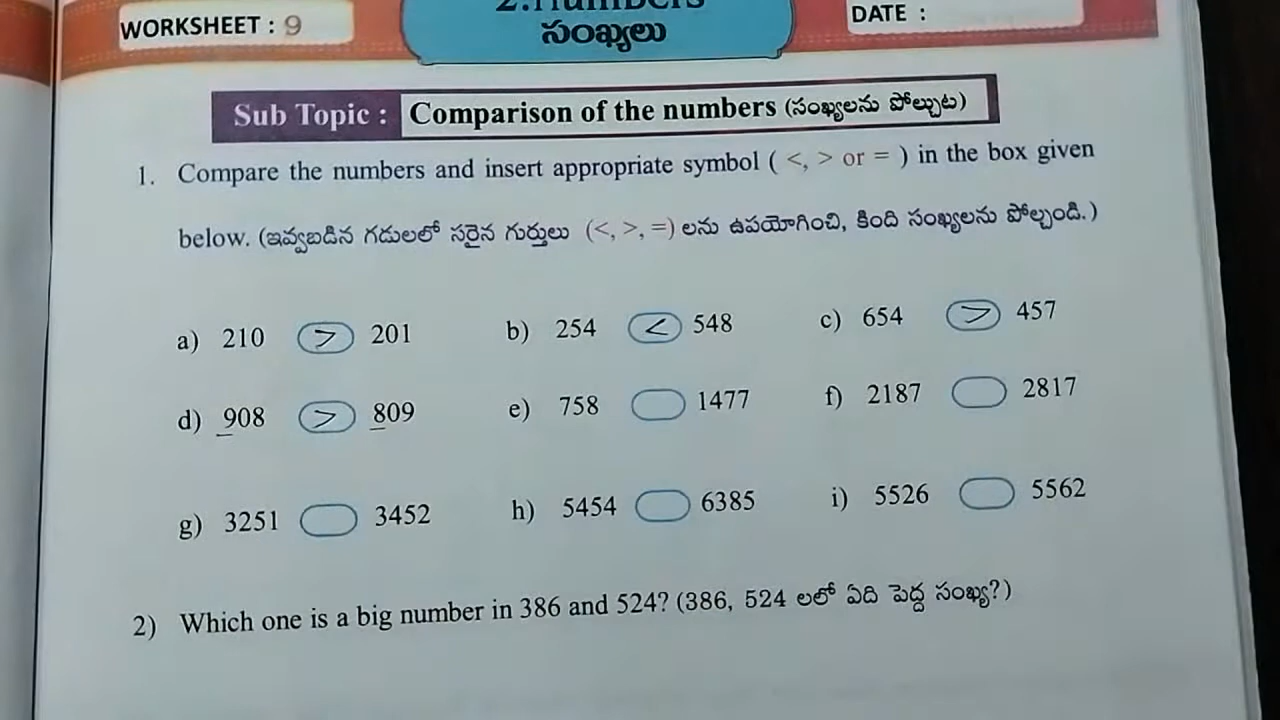 WORKSHEET : 9
2.Numbers
DATE :
సంఖ్యలు
Sub Topic : Comparison of the numbers (సంఖ్యలను పోల్చుట)
1. Compare the numbers and insert appropriate symbol ( <, > or = ) in the box given
below. (ఇవ్వబడిన గడులలో సరైన గుర్తులు (<, >, =) లను ఉపయోగించి, కింది సంఖ్యలను పోల్చండి.)
a) 210 > 201 b) 254 < 548 c) 654 > 457
d) 908 > 809 e) 758 1477 f) 2187 2817
g) 3251 3452 h) 5454 6385 i) 5526 5562
2) Which one is a big number in 386 and 524? (386, 524 లలో ఏది పెద్ద సంఖ్య?)